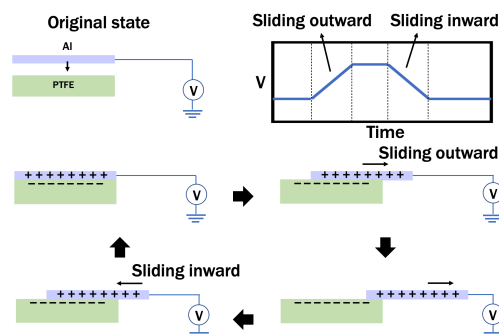 Original state
Al
PTFE
V
Sliding outward
Sliding inward
V
Time
+ + + + + + + +
− − − − − − − −
V
Sliding outward
+ + + + + + + +
− − − − − − − −
V
Sliding inward
+ + + + + + + +
− − − − − − − −
V
+ + + + + + + +
− − − − − − − −
V